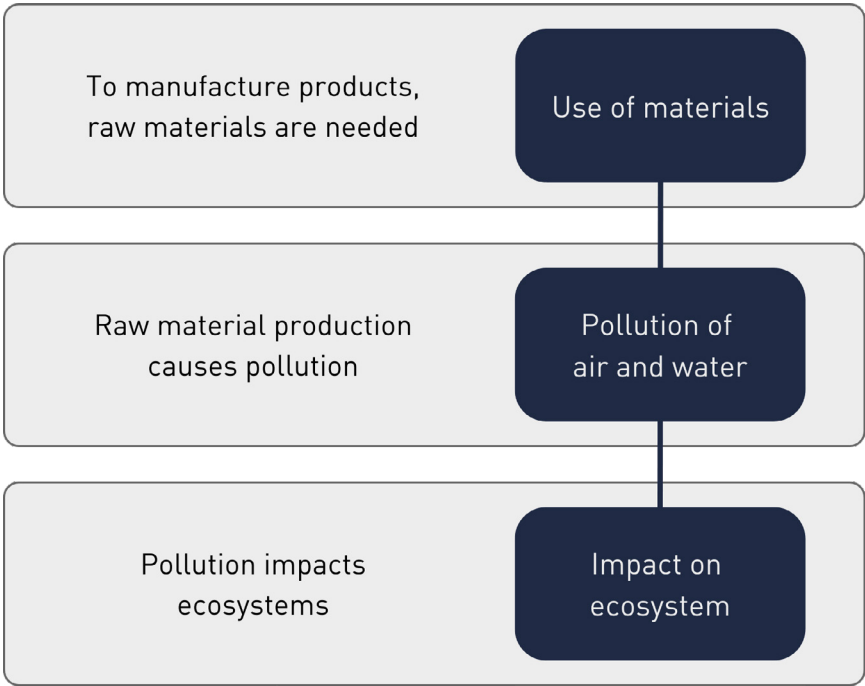 To manufacture products,
raw materials are needed
Use of materials
Raw material production
causes pollution
Pollution of
air and water
Pollution impacts
ecosystems
Impact on
ecosystem